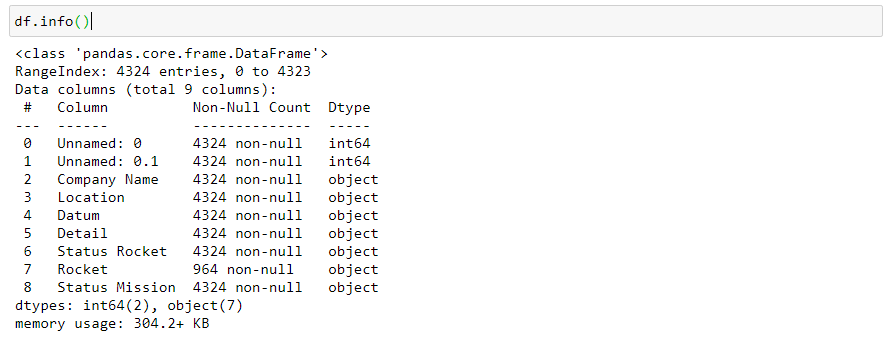 df.info()
<class 'pandas.core.frame.DataFrame'>
RangeIndex: 4324 entries, 0 to 4323
Data columns (total 9 columns):
 #   Column          Non-Null Count  Dtype
---  ------          --------------  -----
 0   Unnamed: 0      4324 non-null   int64
 1   Unnamed: 0.1    4324 non-null   int64
 2   Company Name    4324 non-null   object
 3   Location        4324 non-null   object
 4   Datum           4324 non-null   object
 5   Detail          4324 non-null   object
 6   Status Rocket   4324 non-null   object
 7   Rocket          964 non-null    object
 8   Status Mission  4324 non-null   object
dtypes: int64(2), object(7)
memory usage: 304.2+ KB